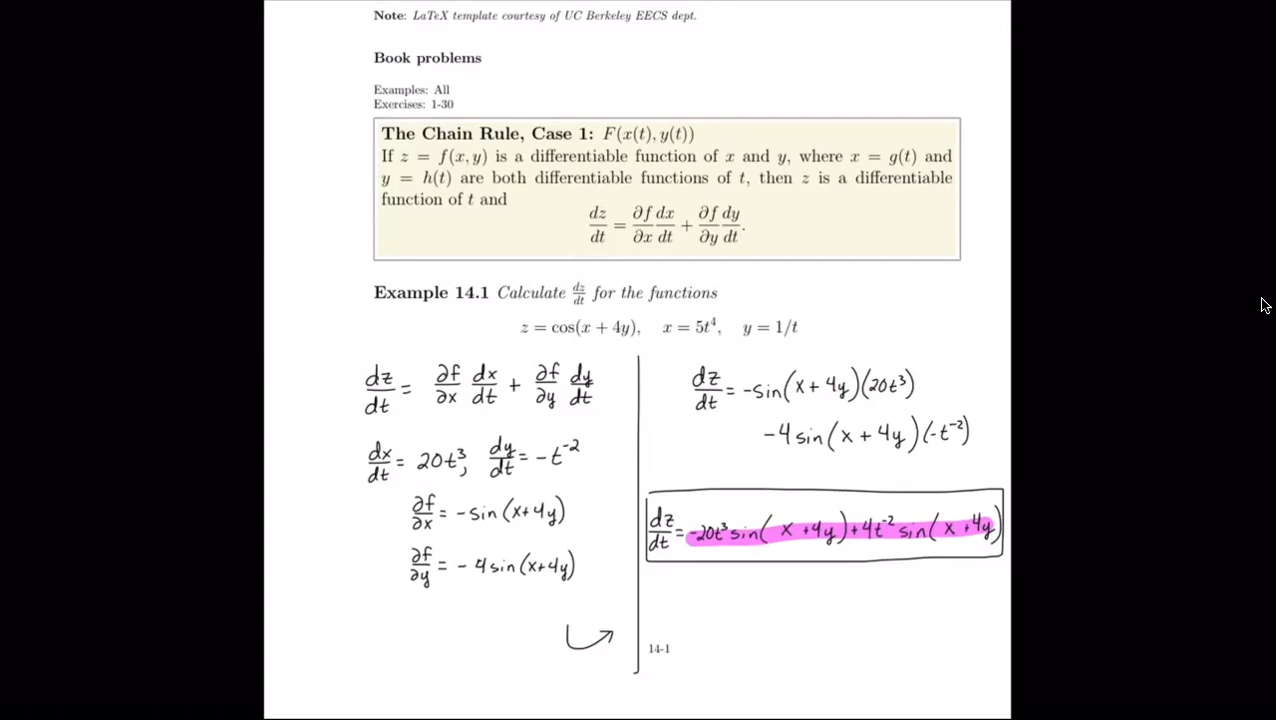 Note: LaTeX template courtesy of UC Berkeley EECS dept.
Book problems
Examples: All
Exercises: 1-30
The Chain Rule, Case 1: F(x(t), y(t))
If z = f(x, y) is a differentiable function of x and y, where x = g(t) and
y = h(t) are both differentiable functions of t, then z is a differentiable
function of t and
dz/dt = ∂f/∂x dx/dt + ∂f/∂y dy/dt.
Example 14.1 Calculate dz/dt for the functions
z = cos(x + 4y), x = 5t⁴, y = 1/t
dz/dt = ∂f/∂x dx/dt + ∂f/∂y dy/dt
dx/dt = 20t³, dy/dt = -t⁻²
∂f/∂x = -sin(x+4y)
∂f/∂y = - 4sin(x+4y)
dz/dt = -sin(x + 4y)(20t³)
-4sin(x + 4y)(-t⁻²)
dz/dt = -20t³sin( x +4y)+4t⁻² sin( x +4y)
14-1